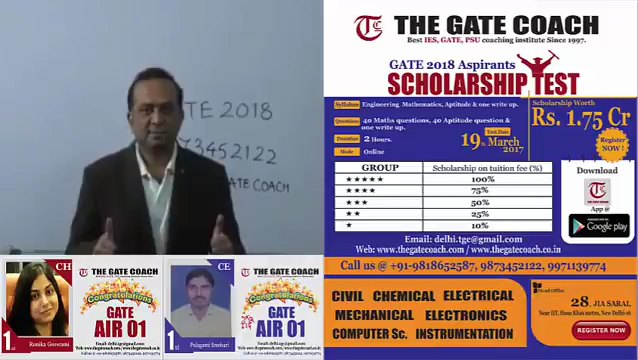 TE 2018
73452122
ATE COACH
Tc
THE GATE COACH
Best IES, GATE, PSU coaching institute Since 1997.
GATE 2018 Aspirants
SCHOLARSHIP TEST
Syllabus Engineering, Mathematics, Aptitude & one write up.
Questions 40 Maths questions, 40 Aptitude question &
one write up.
Duration 2 Hours.
Mode Online
Test Date
19th March
2017
Scholarship Worth
Rs. 1.75 Cr
Register
NOW !
GROUP Scholarship on tuition fee (%)
★★★★★ 100%
★★★★ 75%
★★★ 50%
★★ 25%
★ 10%
Download
App @
Google play
Email: delhi.tgc@gmail.com
Web: www.thegatecoach.com / www.thegatecoach.co.in
Call us @ +91-9818652587, 9873452122, 9971139774
CIVIL CHEMICAL ELECTRICAL
MECHANICAL ELECTRONICS
COMPUTER Sc. INSTRUMENTATION
Head Office
28, JIA SARAI,
Near IIT, Hauz Khas metro, New Delhi-16
REGISTER NOW
CH
1st
THE GATE COACH
Congratulations
GATE
AIR 01
CE
1st
THE GATE COACH
Congratulations
GATE
AIR 01